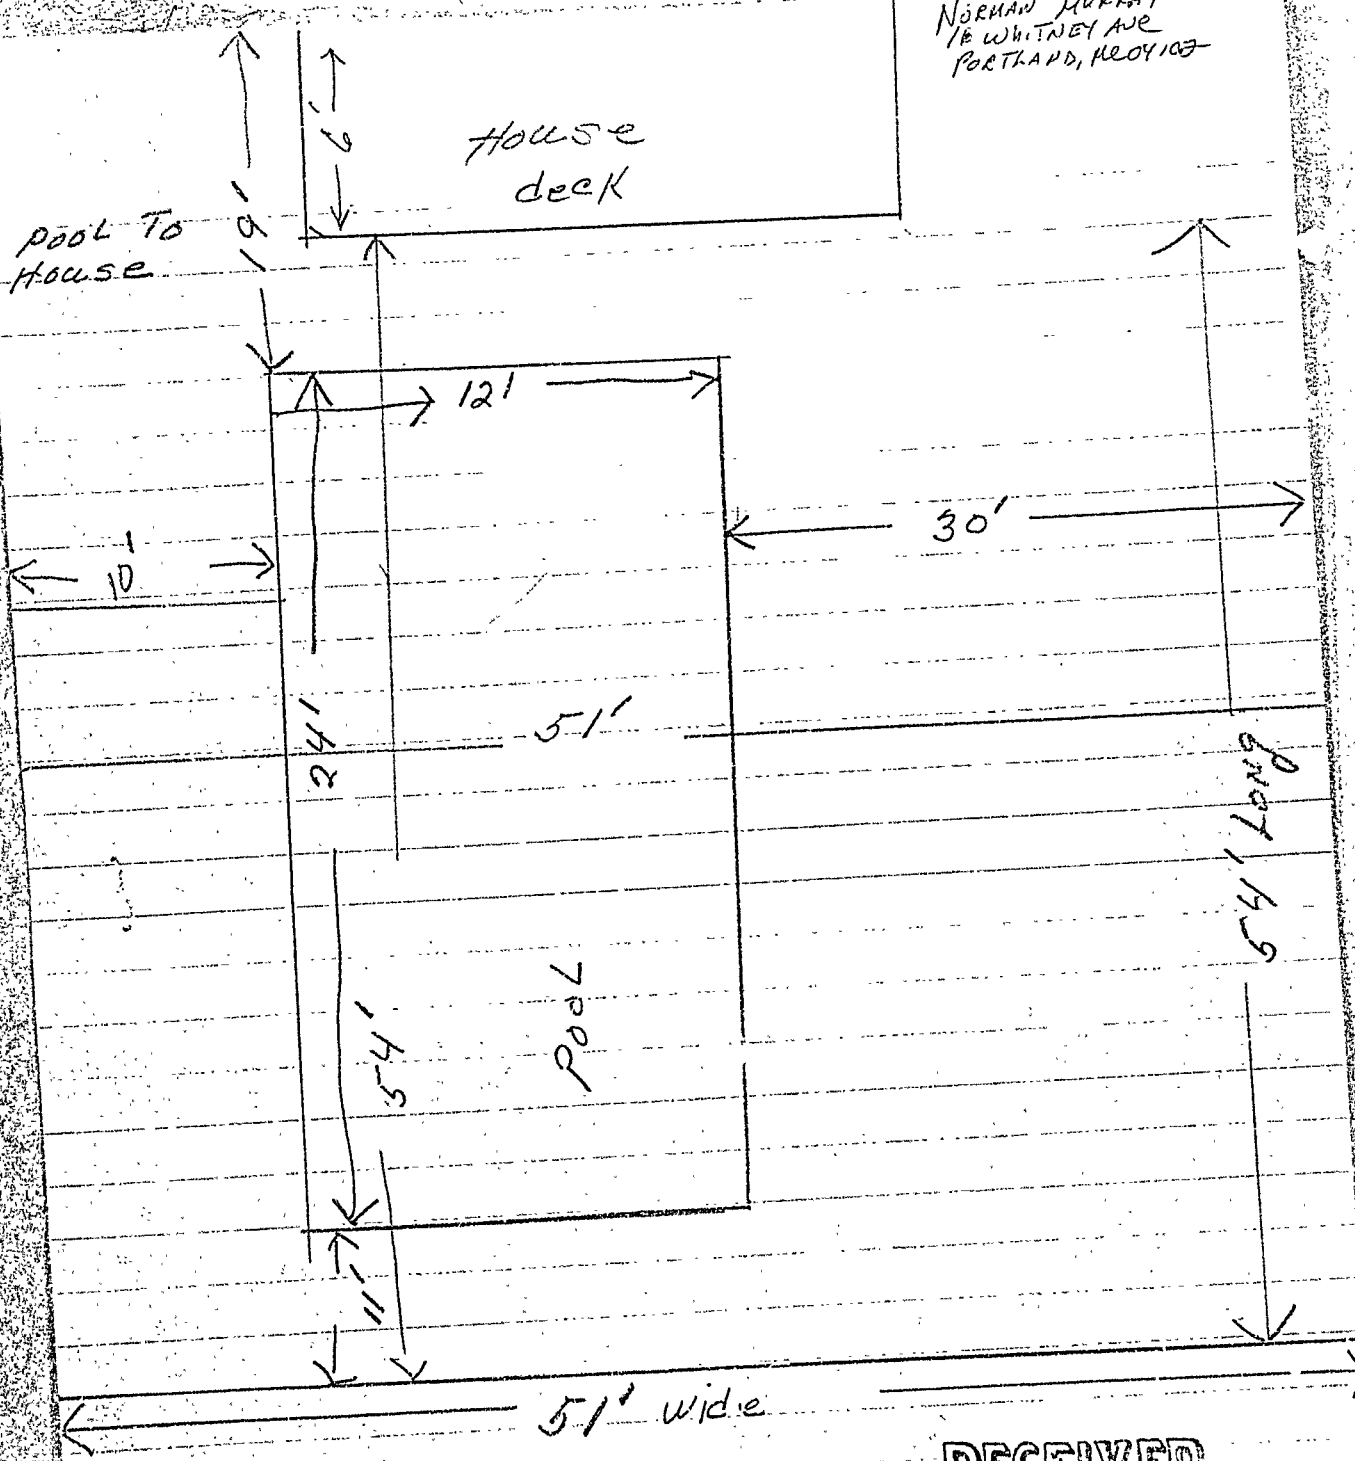 NORMAN MURRAY
18 WHITNEY AVE
PORTLAND, ME 04102
6'
House
deck
19'
POOL TO
House
12'
30'
10'
24'
51'
54' Long
54'
POOL
11'
51' wide
RECEIVED